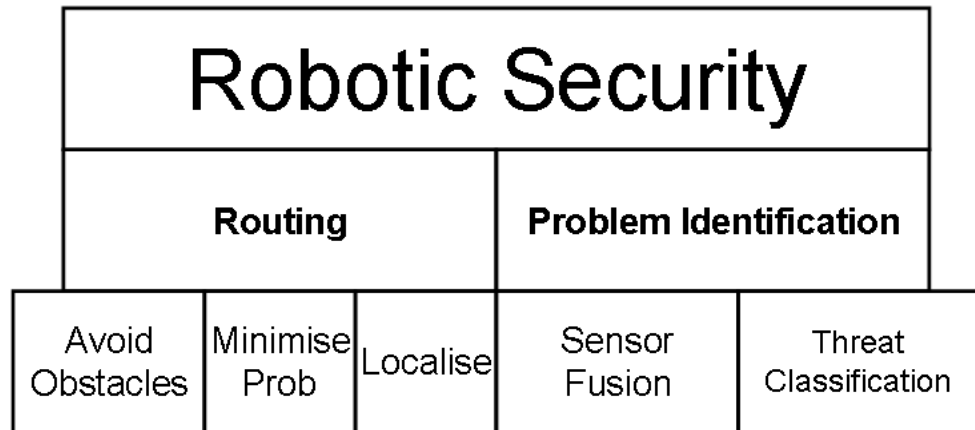 Robotic Security
Routing
Problem Identification
Avoid
Obstacles
Minimise
Prob
Localise
Sensor
Fusion
Threat
Classification